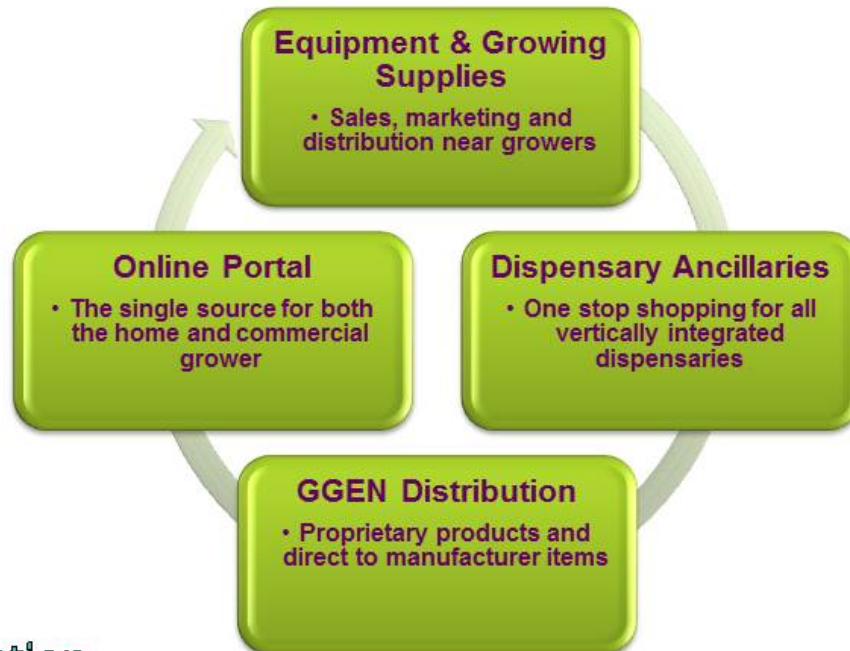 Equipment & Growing
Supplies
• Sales, marketing and
distribution near growers
Online Portal
• The single source for both
the home and commercial
grower
Dispensary Ancillaries
• One stop shopping for all
vertically integrated
dispensaries
GGEN Distribution
• Proprietary products and
direct to manufacturer items